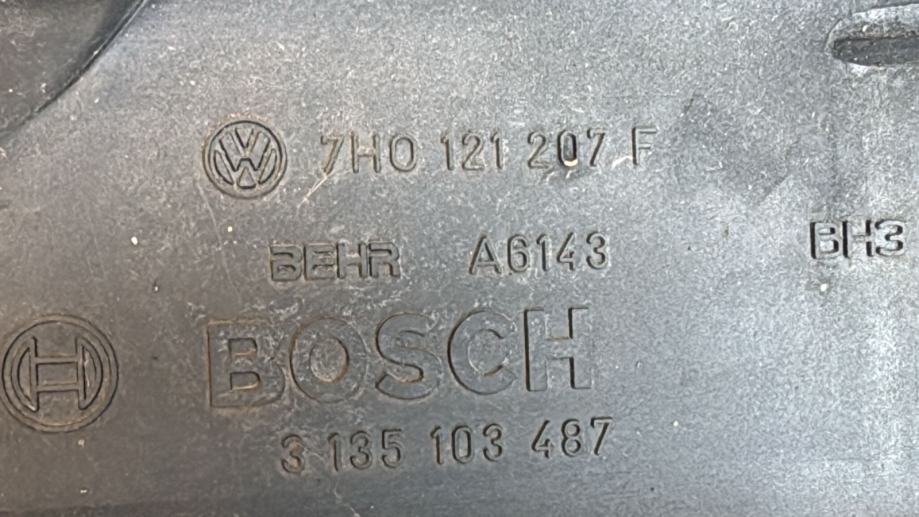 7H0 121 207 F
BEHR A6143 BH3
BOSCH
3 135 103 487